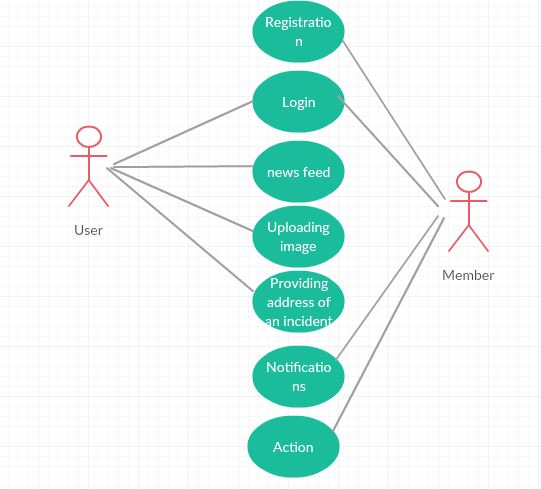 Registratio
n
Login
news feed
Uploading
image
Providing
address of
an incident
Notificatio
ns
Action
User
Member